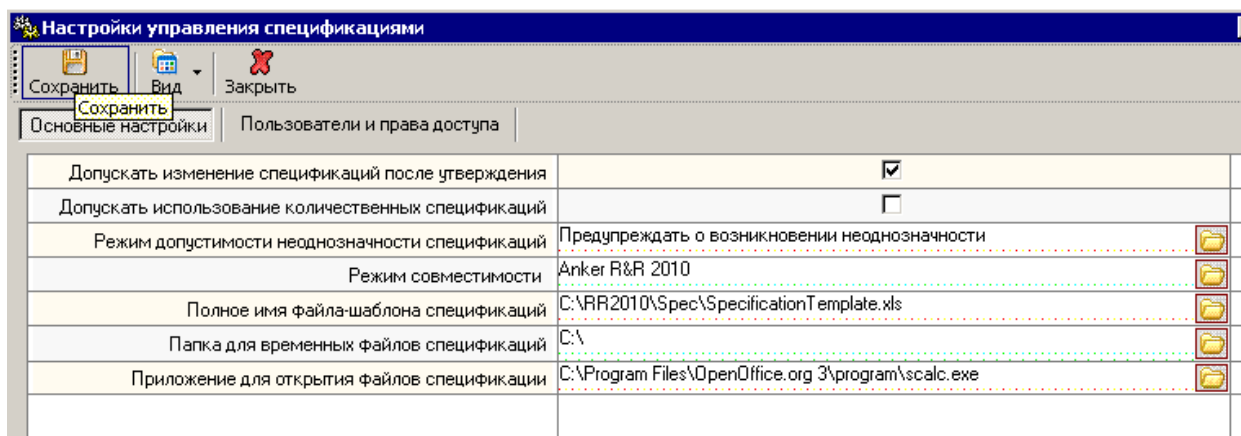 Настройки управления спецификациями
Сохранить Вид Закрыть
Сохранить
Основные настройки Пользователи и права доступа
Допускать изменение спецификаций после утверждения
Допускать использование количественных спецификаций
Режим допустимости неоднозначности спецификаций Предупреждать о возникновении неоднозначности
Режим совместимости Anker R&R 2010
Полное имя файла-шаблона спецификаций C:\RR2010\Spec\SpecificationTemplate.xls
Папка для временных файлов спецификаций C:\
Приложение для открытия файлов спецификации C:\Program Files\OpenOffice.org 3\program\scalc.exe